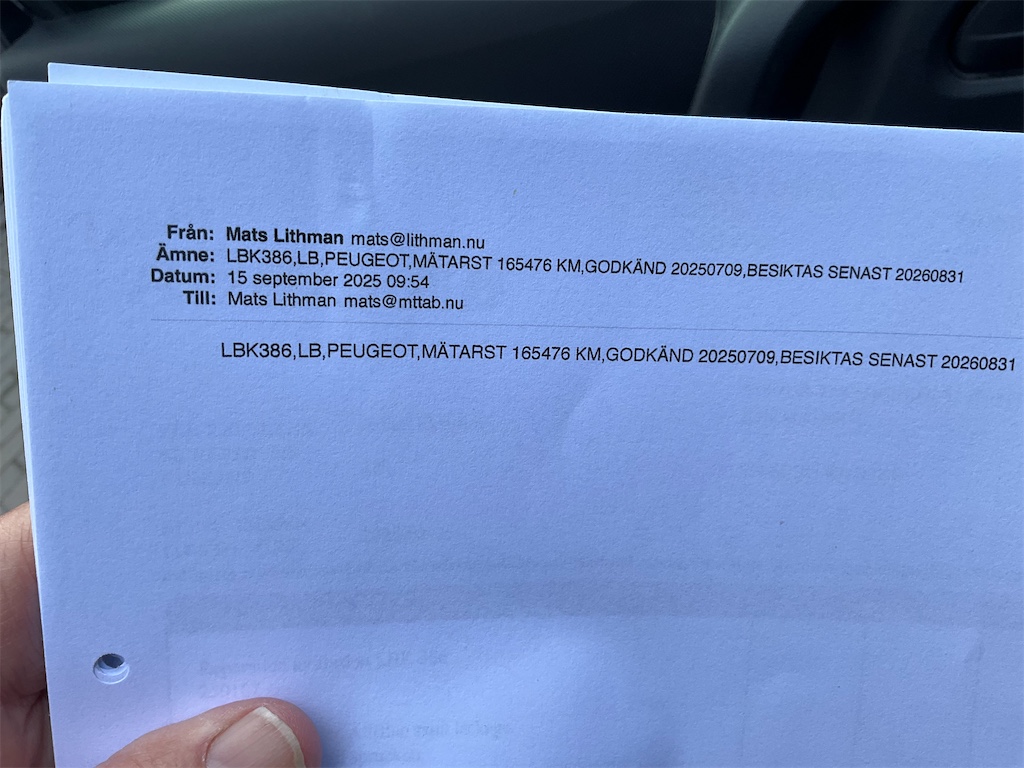 Från: Mats Lithman mats@lithman.nu
Ämne: LBK386,LB,PEUGEOT,MÄTARST 165476 KM,GODKÄND 20250709,BESIKTAS SENAST 20260831
Datum: 15 september 2025 09:54
Till: Mats Lithman mats@mttab.nu
LBK386,LB,PEUGEOT,MÄTARST 165476 KM,GODKÄND 20250709,BESIKTAS SENAST 20260831